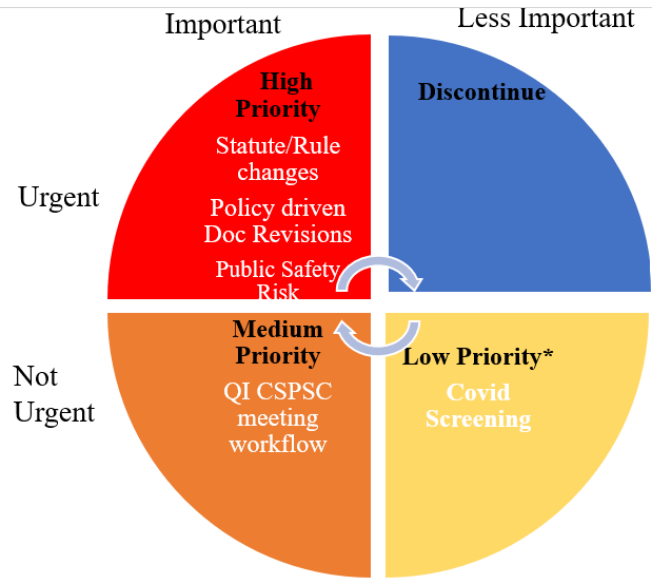 Important
Less Important
Urgent
High
Priority
Statute/Rule
changes
Policy driven
Doc Revisions
Public Safety
Risk
Discontinue
Not
Urgent
Medium
Priority
QI CSPSC
meeting
workflow
Low Priority*
Covid
Screening